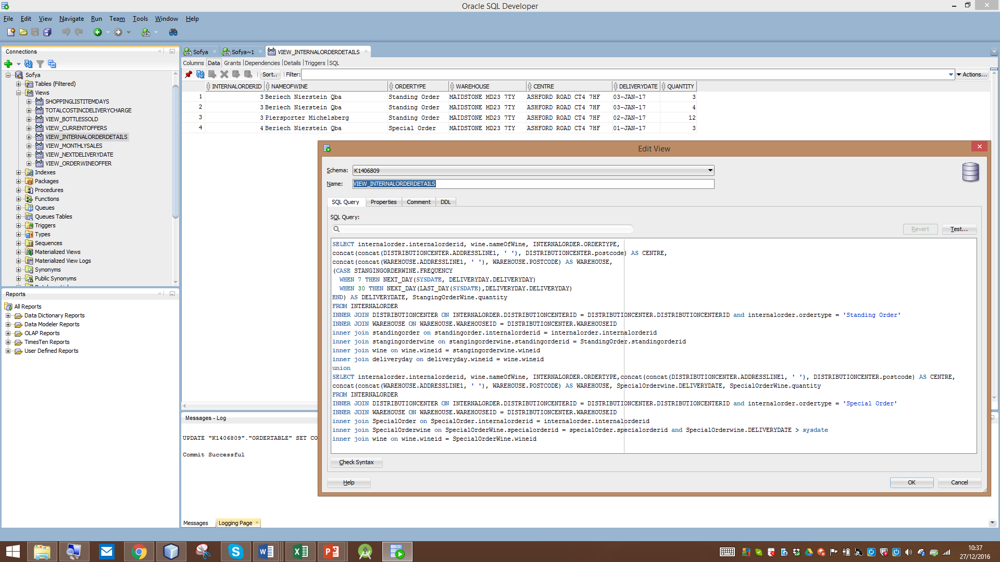 Oracle SQL Developer
File Edit View Navigate Run Team Tools Window Help
Connections
Sofya
Tables (Filtered)
Views
SHOPPINGLISTITEMDAYS
TOTALCOSTINCDELIVERYCHARGE
VIEW_BOTTLESSOLD
VIEW_CURRENTOFFERS
VIEW_INTERNALORDERDETAILS
VIEW_MONTHLYSALES
VIEW_NEXTDELIVERYDATE
VIEW_ORDERWINEOFFER
Indexes
Packages
Procedures
Functions
Queues
Queues Tables
Triggers
Types
Sequences
Materialized Views
Materialized View Logs
Synonyms
Public Synonyms
Reports
All Reports
Data Dictionary Reports
Data Modeler Reports
OLAP Reports
TimesTen Reports
User Defined Reports
Sofya Sofya~1 VIEW_INTERNALORDERDETAILS
Columns Data Grants Dependencies Details Triggers SQL
Sort.. Filter: Actions...
INTERNALORDERID NAMEOFWINE ORDERTYPE WAREHOUSE CENTRE DELIVERYDATE QUANTITY
1 3 Beriech Nierstein Qba Standing Order MAIDSTONE MD23 7TY ASHFORD ROAD CT4 7HF 03-JAN-17 3
2 3 Beriech Nierstein Qba Standing Order MAIDSTONE MD23 7TY ASHFORD ROAD CT4 7HF 03-JAN-17 4
3 3 Piersporter Michelsberg Standing Order MAIDSTONE MD23 7TY ASHFORD ROAD CT4 7HF 02-JAN-17 12
4 4 Beriech Nierstein Qba Special Order MAIDSTONE MD23 7TY ASHFORD ROAD CT4 7HF 01-JAN-17 3
Edit View
Schema: K1406809
Name: VIEW_INTERNALORDERDETAILS
SQL Query Properties Comment DDL
SQL Query:
Revert Test...
SELECT internalorder.internalorderid, wine.nameOfWine, INTERNALORDER.ORDERTYPE,
concat(concat(DISTRIBUTIONCENTER.ADDRESSLINE1, ' '), DISTRIBUTIONCENTER.postcode) AS CENTRE,
concat(concat(WAREHOUSE.ADDRESSLINE1, ' '), WAREHOUSE.POSTCODE) AS WAREHOUSE,
(CASE STANGINGORDERWINE.FREQUENCY
WHEN 7 THEN NEXT_DAY(SYSDATE, DELIVERYDAY.DELIVERYDAY)
WHEN 30 THEN NEXT_DAY(LAST_DAY(SYSDATE),DELIVERYDAY.DELIVERYDAY)
END) AS DELIVERYDATE, StangingOrderWine.quantity
FROM INTERNALORDER
INNER JOIN DISTRIBUTIONCENTER ON INTERNALORDER.DISTRIBUTIONCENTERID = DISTRIBUTIONCENTER.DISTRIBUTIONCENTERID and internalorder.ordertype = 'Standing Order'
INNER JOIN WAREHOUSE ON WAREHOUSE.WAREHOUSEID = DISTRIBUTIONCENTER.WAREHOUSEID
inner join standingorder on standingorder.internalorderid = internalorder.internalorderid
inner join stangingorderwine on stangingorderwine.standingorderid = StandingOrder.standingorderid
inner join wine on wine.wineid = stangingorderwine.wineid
inner join deliveryday on deliveryday.wineid = wine.wineid
union
SELECT internalorder.internalorderid, wine.nameOfWine, INTERNALORDER.ORDERTYPE,concat(concat(DISTRIBUTIONCENTER.ADDRESSLINE1, ' '), DISTRIBUTIONCENTER.postcode) AS CENTRE,
concat(concat(WAREHOUSE.ADDRESSLINE1, ' '), WAREHOUSE.POSTCODE) AS WAREHOUSE, SpecialOrderwine.DELIVERYDATE, SpecialOrderWine.quantity
FROM INTERNALORDER
INNER JOIN DISTRIBUTIONCENTER ON INTERNALORDER.DISTRIBUTIONCENTERID = DISTRIBUTIONCENTER.DISTRIBUTIONCENTERID and internalorder.ordertype = 'Special Order'
INNER JOIN WAREHOUSE ON WAREHOUSE.WAREHOUSEID = DISTRIBUTIONCENTER.WAREHOUSEID
inner join SpecialOrder on SpecialOrder.internalorderid = internalorder.internalorderid
inner join SpecialOrderwine on SpecialOrderWine.specialorderid = specialOrder.specialorderid and SpecialOrderwine.DELIVERYDATE > sysdate
inner join wine on wine.wineid = SpecialOrderWine.wineid
Check Syntax
Help OK Cancel
Messages - Log
UPDATE "K1406809"."ORDERTABLE" SET CO
Commit Successful
Messages Logging Page
10:37
27/12/2016